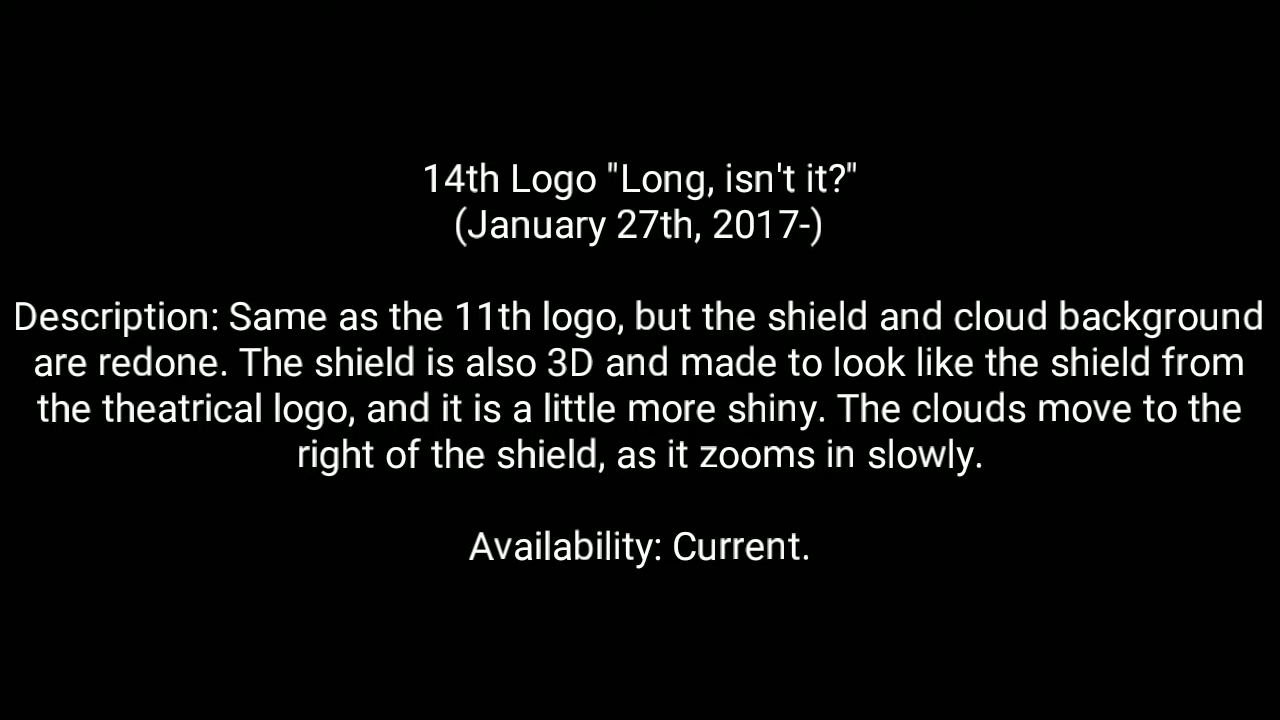 14th Logo "Long, isn't it?"
(January 27th, 2017-)
Description: Same as the 11th logo, but the shield and cloud background
are redone. The shield is also 3D and made to look like the shield from
the theatrical logo, and it is a little more shiny. The clouds move to the
right of the shield, as it zooms in slowly.
Availability: Current.